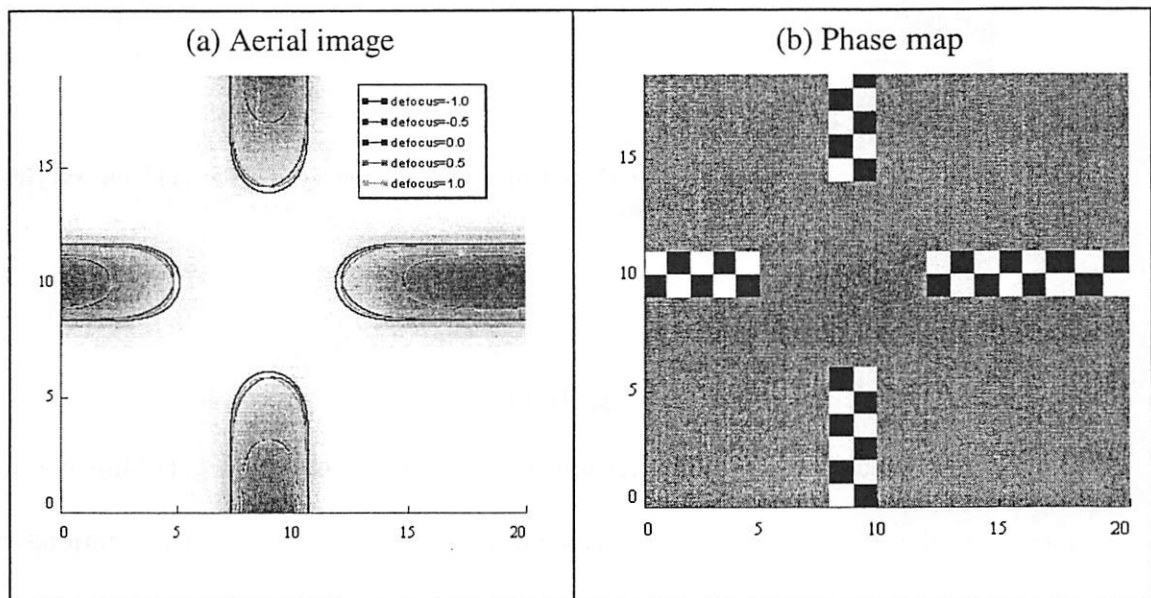 (a) Aerial image
(b) Phase map
defocus=-1.0
defocus=-0.5
defocus=0.0
defocus=0.5
defocus=1.0
15
10
5
0
0 5 10 15 20
15
10
5
0
0 5 10 15 20